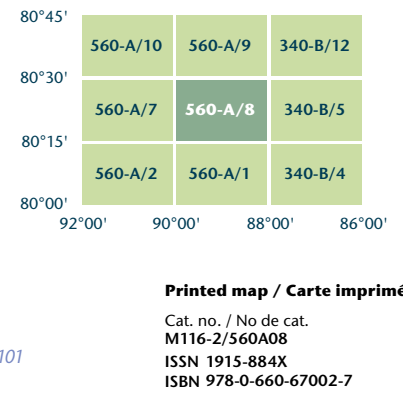 80°45'
560-A/10 560-A/9 340-B/12
80°30'
560-A/7 560-A/8 340-B/5
80°15'
560-A/2 560-A/1 340-B/4
80°00'
92°00' 90°00' 88°00' 86°00'
Printed map / Carte imprimé
Cat. no. / No de cat.
M116-2/560A08
101
ISSN 1915-884X
ISBN 978-0-660-67002-7